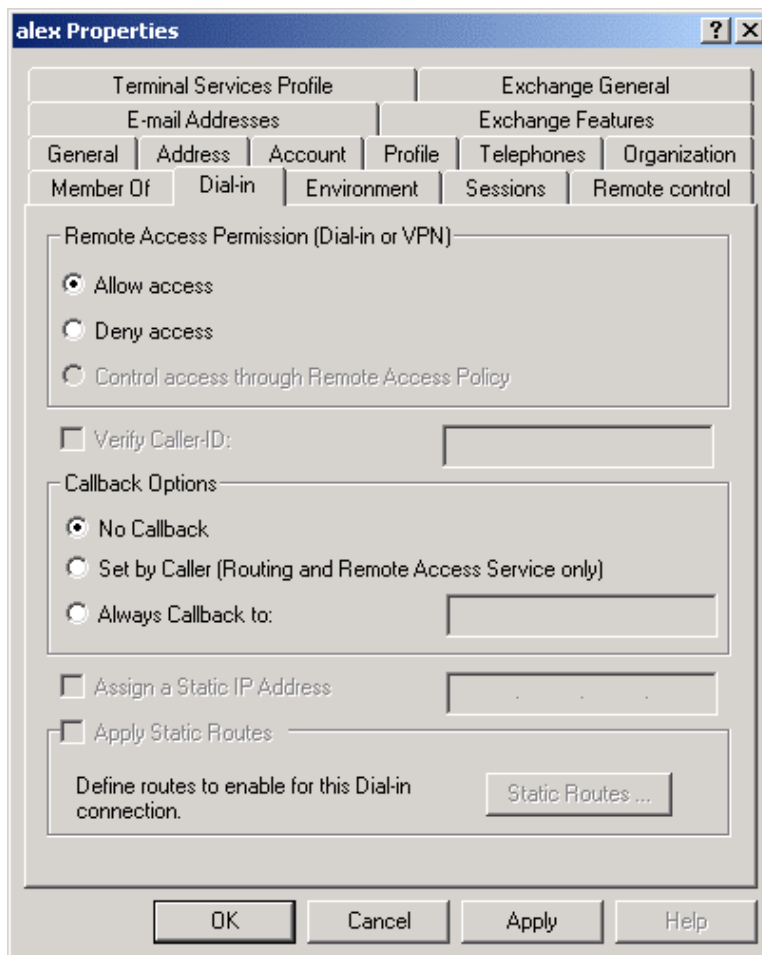 alex Properties
Terminal Services Profile Exchange General
E-mail Addresses Exchange Features
General Address Account Profile Telephones Organization
Member Of Dial-in Environment Sessions Remote control
Remote Access Permission (Dial-in or VPN)
Allow access
Deny access
Control access through Remote Access Policy
Verify Caller-ID:
Callback Options
No Callback
Set by Caller (Routing and Remote Access Service only)
Always Callback to:
Assign a Static IP Address . . .
Apply Static Routes
Define routes to enable for this Dial-in
connection.
Static Routes ...
OK Cancel Apply Help